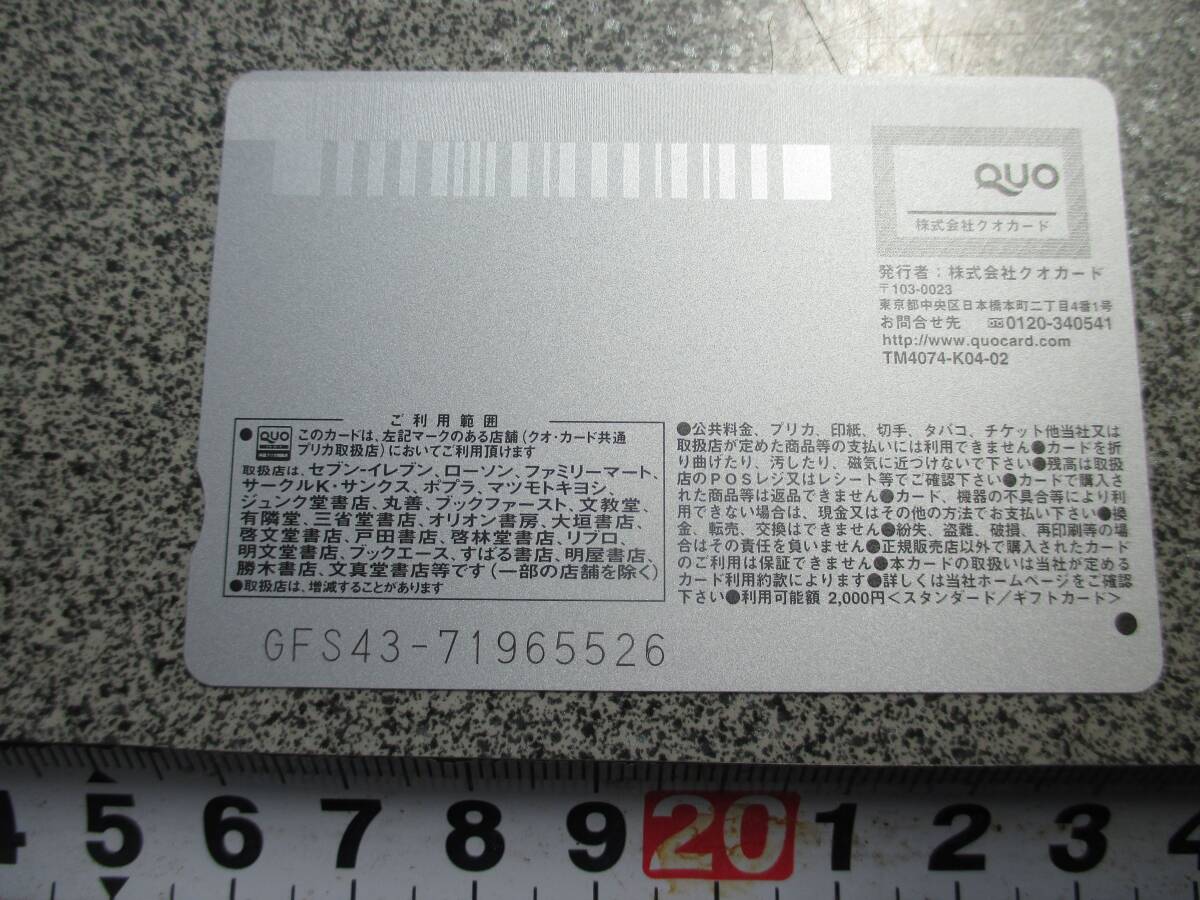 QUO
株式会社クオカード
発行者：株式会社クオカード
〒103-0023
東京都中央区日本橋本町二丁目4番1号
お問合せ先 0120-340541
http://www.quocard.com
TM4074-K04-02
ご利用範囲
QUO
このカードは、左記マークのある店舗（クオ・カード共通
プリカ取扱店）においてご利用頂けます
取扱店は、セブン-イレブン、ローソン、ファミリーマート、
サークルK・サンクス、ポプラ、マツモトキヨシ、
ジュンク堂書店、丸善、ブックファースト、文教堂、
有隣堂、三省堂書店、オリオン書房、大垣書店、
啓文堂書店、戸田書店、啓林堂書店、リブロ、
明文堂書店、ブックエース、すばる書店、明屋書店、
勝木書店、文真堂書店等です（一部の店舗を除く）
●取扱店は、増減することがあります
●公共料金、プリカ、印紙、切手、タバコ、チケット他当社又は
取扱店が定めた商品等の支払いには利用できません●カードを折
り曲げたり、汚したり、磁気に近づけないで下さい●残高は取扱
店のPOSレジ又はレシート等でご確認下さい●カードで購入さ
れた商品等は返品できません●カード、機器の不具合等により利
用できない場合は、現金又はその他の方法でお支払い下さい●換
金、転売、交換はできません●紛失、盗難、破損、再印刷等の場
合はその責任を負いません●正規販売店以外で購入されたカード
のご利用は保証できません●本カードの取扱いは当社が定める
カード利用約款によります●詳しくは当社ホームページをご確認
下さい●利用可能額 2,000円＜スタンダード／ギフトカード＞
GFS43-71965526
4 5 6 7 8 9 20 1 2 3